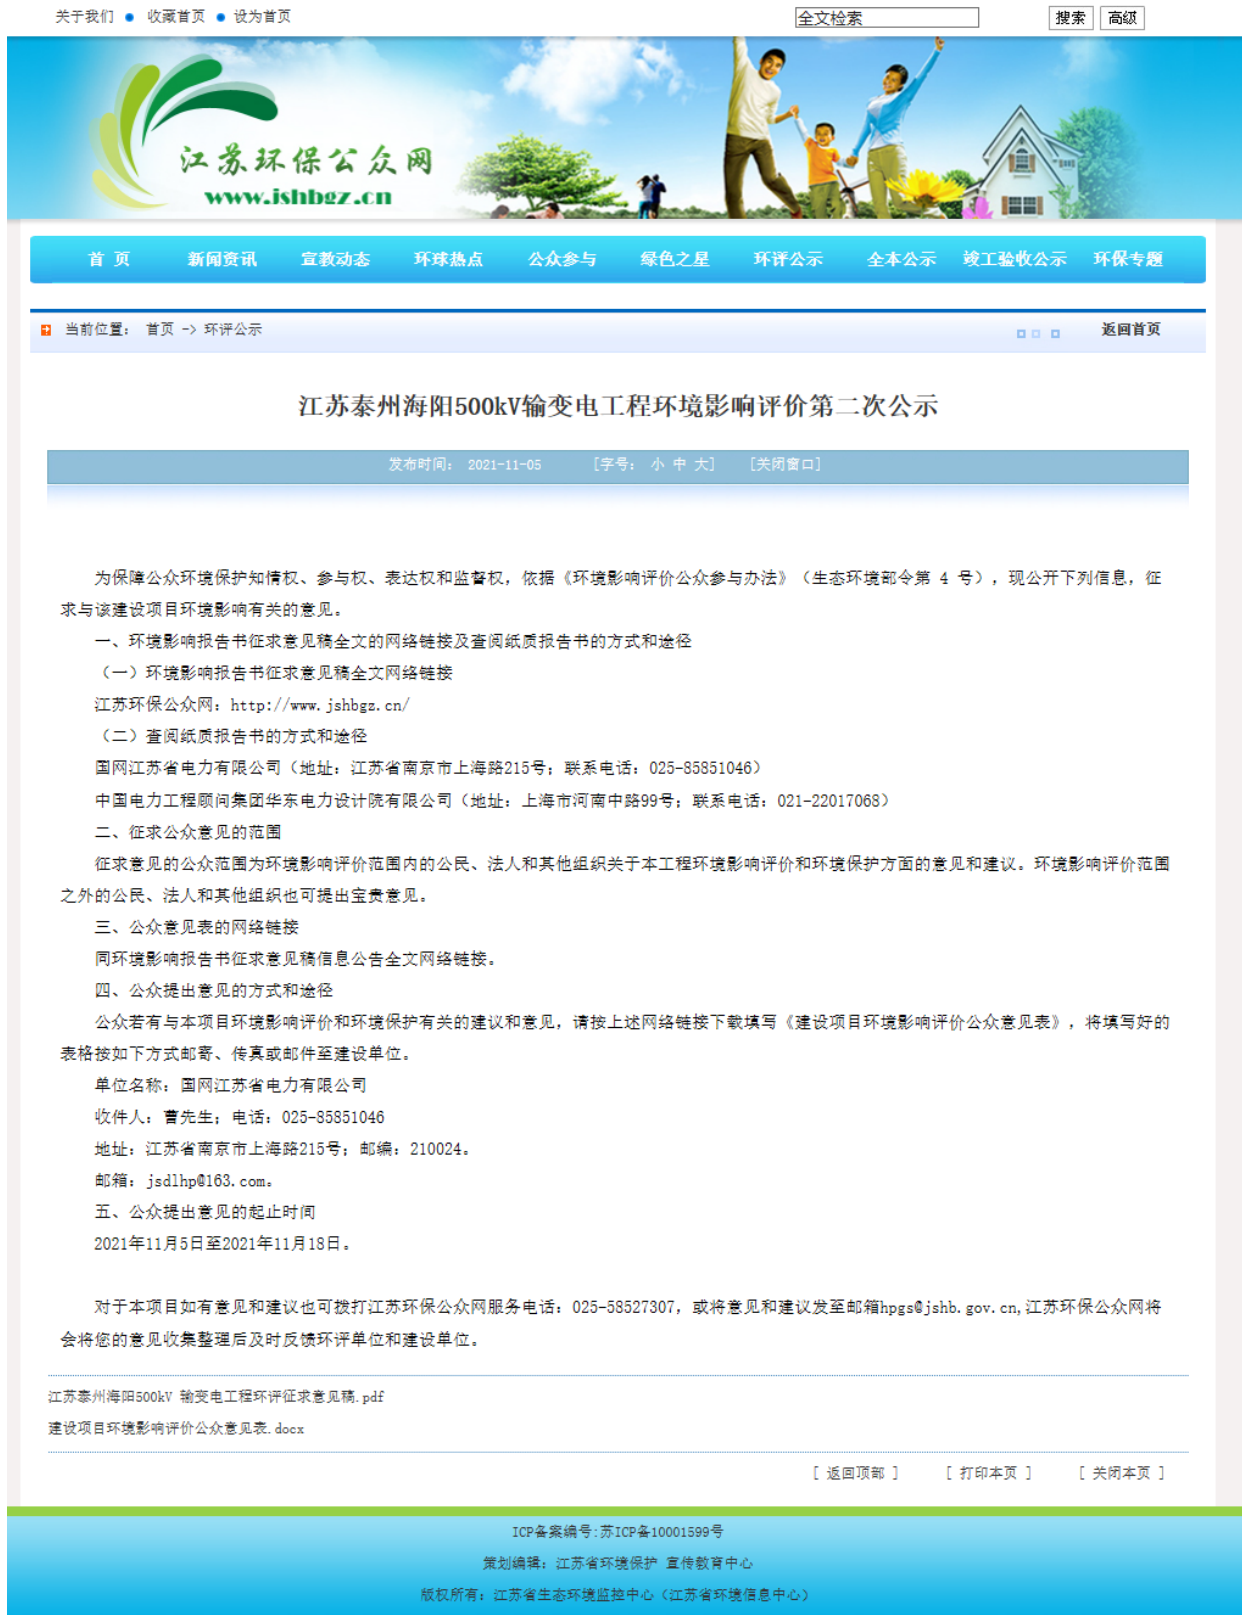 关于我们 ● 收藏首页 ● 设为首页
全文检索 搜索 高级
江苏环保公众网
www.jshbgz.cn
首 页 新闻资讯 宣教动态 环球热点 公众参与 绿色之星 环评公示 全本公示 竣工验收公示 环保专题
当前位置： 首页 -> 环评公示 返回首页
江苏泰州海阳500kV输变电工程环境影响评价第二次公示
发布时间： 2021-11-05 [字号： 小 中 大] [关闭窗口]
为保障公众环境保护知情权、参与权、表达权和监督权，依据《环境影响评价公众参与办法》（生态环境部令第 4 号），现公开下列信息，征
求与该建设项目环境影响有关的意见。
一、环境影响报告书征求意见稿全文的网络链接及查阅纸质报告书的方式和途径
（一）环境影响报告书征求意见稿全文网络链接
江苏环保公众网：http://www.jshbgz.cn/
（二）查阅纸质报告书的方式和途径
国网江苏省电力有限公司（地址：江苏省南京市上海路215号；联系电话：025-85851046）
中国电力工程顾问集团华东电力设计院有限公司（地址：上海市河南中路99号；联系电话：021-22017068）
二、征求公众意见的范围
征求意见的公众范围为环境影响评价范围内的公民、法人和其他组织关于本工程环境影响评价和环境保护方面的意见和建议。环境影响评价范围
之外的公民、法人和其他组织也可提出宝贵意见。
三、公众意见表的网络链接
同环境影响报告书征求意见稿信息公告全文网络链接。
四、公众提出意见的方式和途径
公众若有与本项目环境影响评价和环境保护有关的建议和意见，请按上述网络链接下载填写《建设项目环境影响评价公众意见表》，将填写好的
表格按如下方式邮寄、传真或邮件至建设单位。
单位名称：国网江苏省电力有限公司
收件人：曹先生；电话：025-85851046
地址：江苏省南京市上海路215号；邮编：210024。
邮箱：jsdlhp@163.com。
五、公众提出意见的起止时间
2021年11月5日至2021年11月18日。
对于本项目如有意见和建议也可拨打江苏环保公众网服务电话：025-58527307，或将意见和建议发至邮箱hpgs@jshb.gov.cn,江苏环保公众网将
会将您的意见收集整理后及时反馈环评单位和建设单位。
江苏泰州海阳500kV 输变电工程环评征求意见稿.pdf
建设项目环境影响评价公众意见表.docx
[ 返回顶部 ] [ 打印本页 ] [ 关闭本页 ]
ICP备案编号:苏ICP备10001599号
策划编辑：江苏省环境保护 宣传教育中心
版权所有：江苏省生态环境监控中心（江苏省环境信息中心）